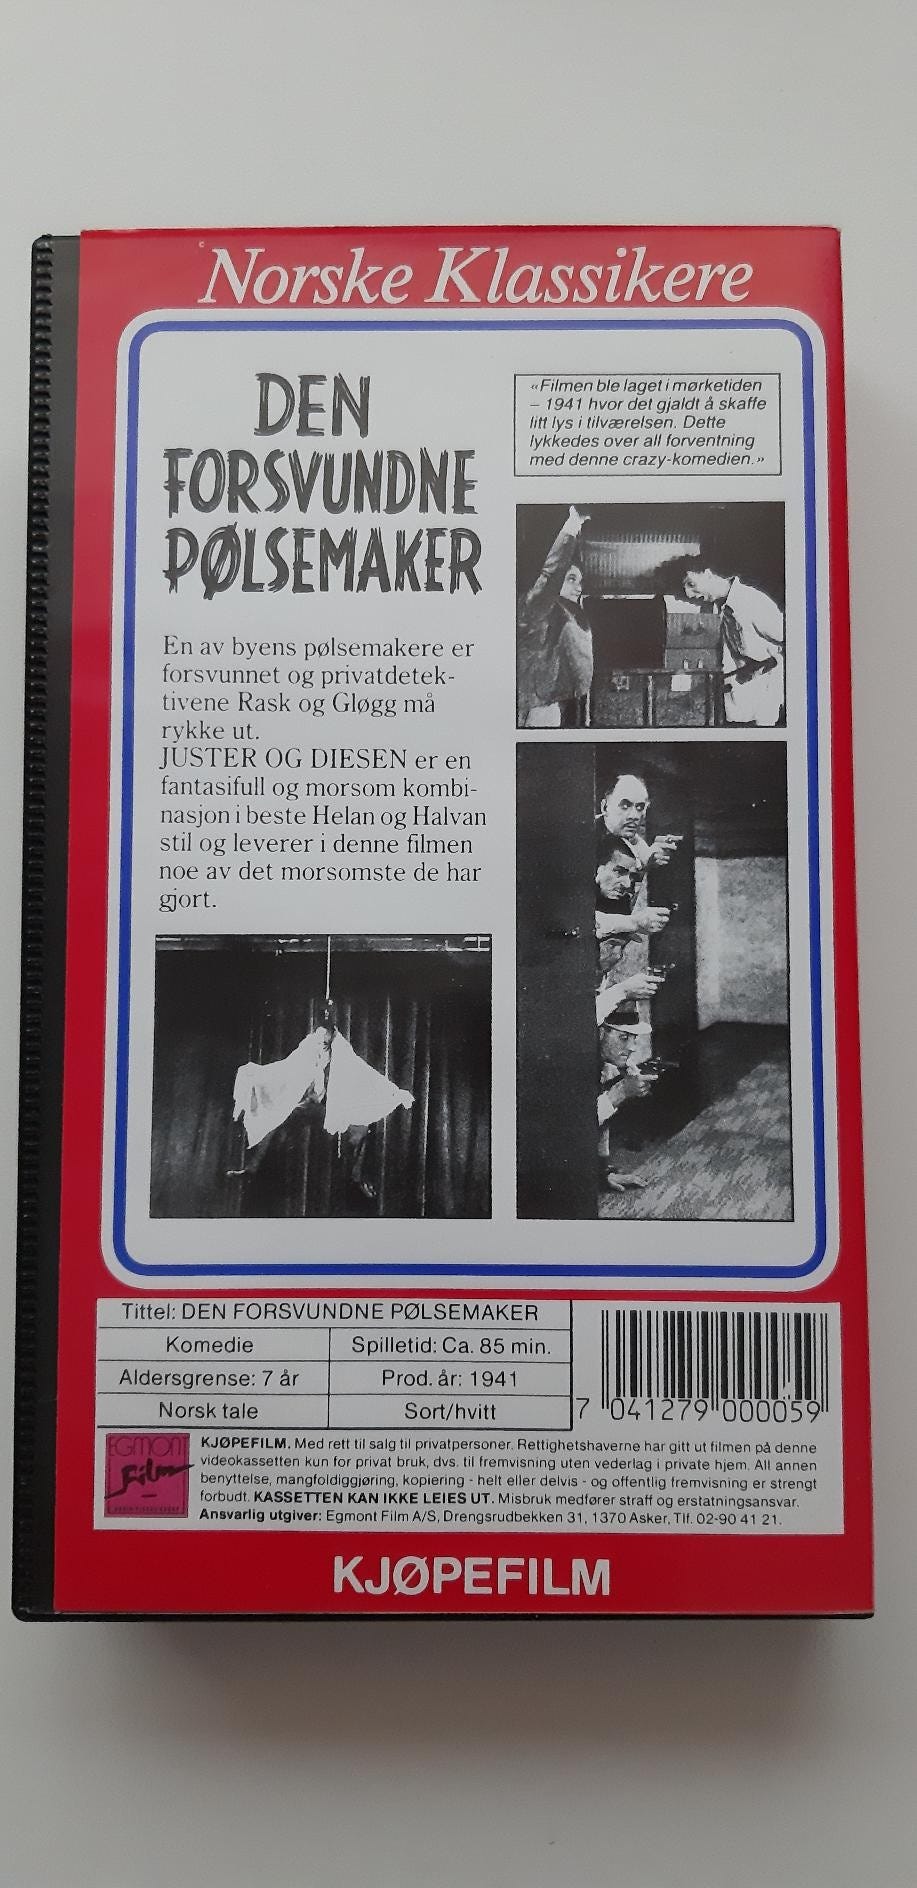 Norske Klassikere
DEN
FORSVUNDNE
PØLSEMAKER
«Filmen ble laget i mørketiden
– 1941 hvor det gjaldt å skaffe
litt lys i tilværelsen. Dette
lykkedes over all forventning
med denne crazy-komedien.»
En av byens pølsemakere er
forsvunnet og privatdetek-
tivene Rask og Gløgg må
rykke ut.
JUSTER OG DIESEN er en
fantasifull og morsom kombi-
nasjon i beste Helan og Halvan
stil og leverer i denne filmen
noe av det morsomste de har
gjort.
Tittel: DEN FORSVUNDNE PØLSEMAKER
Komedie
Spilletid: Ca. 85 min.
Aldersgrense: 7 år
Prod. år: 1941
Norsk tale
Sort/hvitt
7 041279 000059
EGMONT
Film
KJØPEFILM. Med rett til salg til privatpersoner. Rettighetshaverne har gitt ut filmen på denne
videokassetten kun for privat bruk, dvs. til fremvisning uten vederlag i private hjem. All annen
benyttelse, mangfoldiggjøring, kopiering - helt eller delvis - og offentlig fremvisning er strengt
forbudt. KASSETTEN KAN IKKE LEIES UT. Misbruk medfører straff og erstatningsansvar.
Ansvarlig utgiver: Egmont Film A/S, Drengsrudbekken 31, 1370 Asker, Tlf. 02-90 41 21.
KJØPEFILM